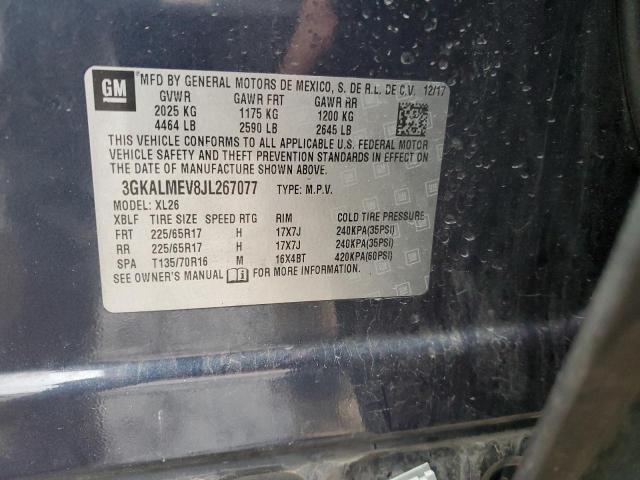 GM
MFD BY GENERAL MOTORS DE MEXICO, S. DE R.L. DE C.V. 12/17
GVWR GAWR FRT GAWR RR
2025 KG 1175 KG 1200 KG
4464 LB 2590 LB 2645 LB
THIS VEHICLE CONFORMS TO ALL APPLICABLE U.S. FEDERAL MOTOR
VEHICLE SAFETY AND THEFT PREVENTION STANDARDS IN EFFECT ON
THE DATE OF MANUFACTURE SHOWN ABOVE.
3GKALMEV8JL267077 TYPE: M.P.V.
MODEL: XL26
XBLF TIRE SIZE SPEED RTG RIM COLD TIRE PRESSURE
FRT 225/65R17 H 17X7J 240KPA(35PSI)
RR 225/65R17 H 17X7J 240KPA(35PSI)
SPA T135/70R16 M 16X4BT 420KPA(60PSI)
SEE OWNER'S MANUAL FOR ADDITIONAL INFORMATION